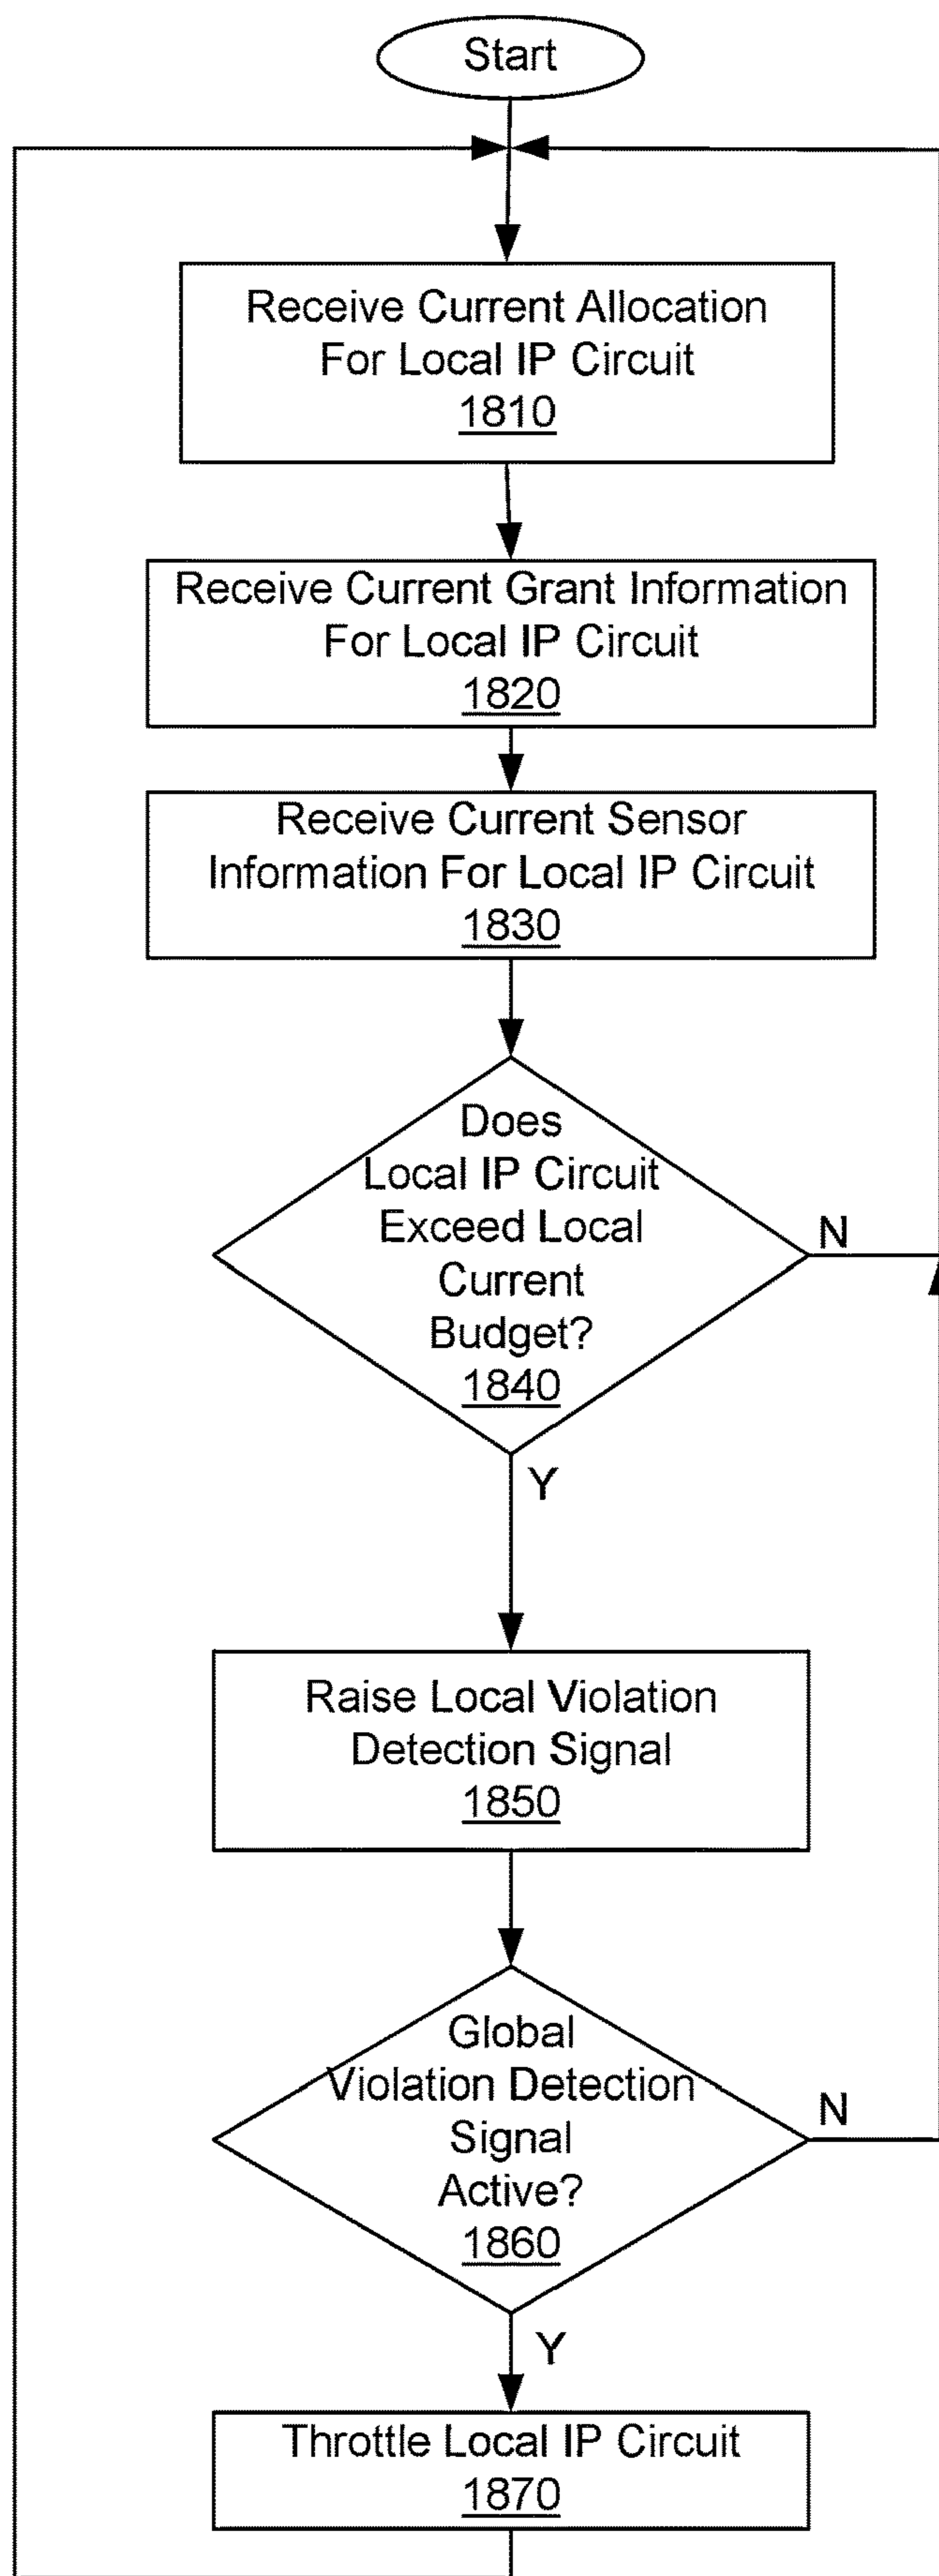 Start
Receive Current Allocation
For Local IP Circuit
1810
Receive Current Grant Information
For Local IP Circuit
1820
Receive Current Sensor
Information For Local IP Circuit
1830
Does
Local IP Circuit
Exceed Local
Current
Budget?
1840
N
Y
Raise Local Violation
Detection Signal
1850
Global
Violation Detection
Signal
Active?
1860
N
Y
Throttle Local IP Circuit
1870